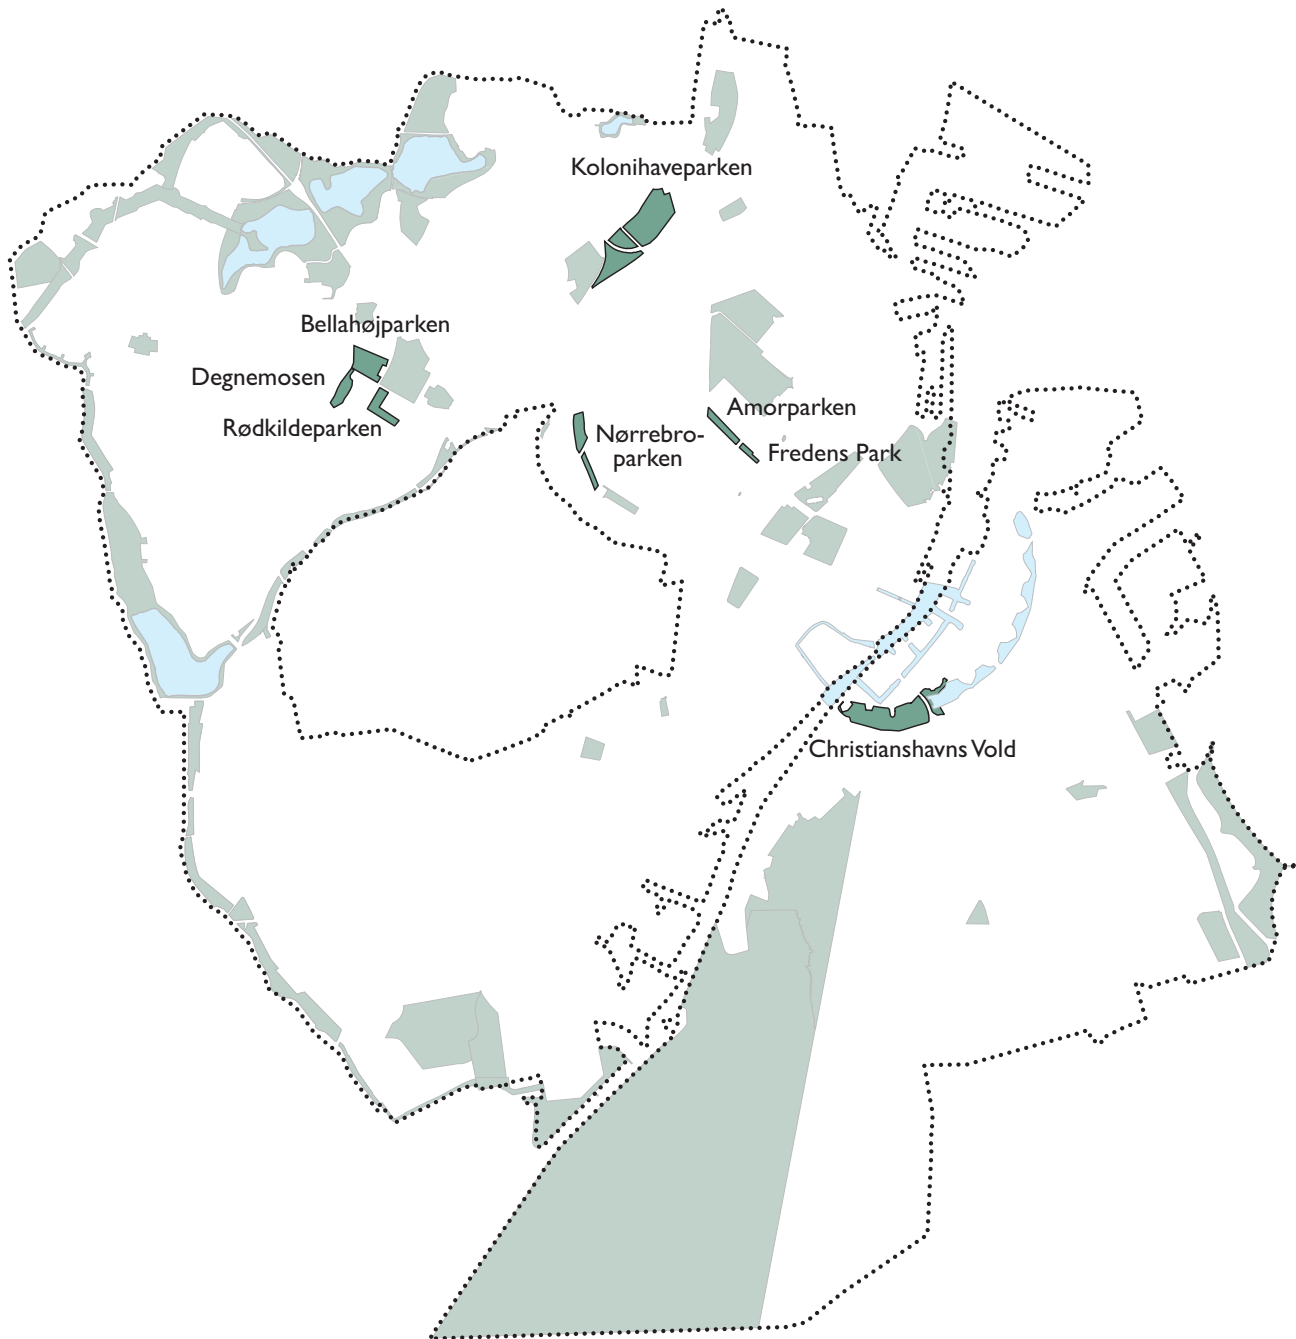 Kolonihaveparken
Bellahøjparken
Degnemosen
Rødkildeparken
Amorparken
Nørrebro-
parken
Fredens Park
Christianshavns Vold